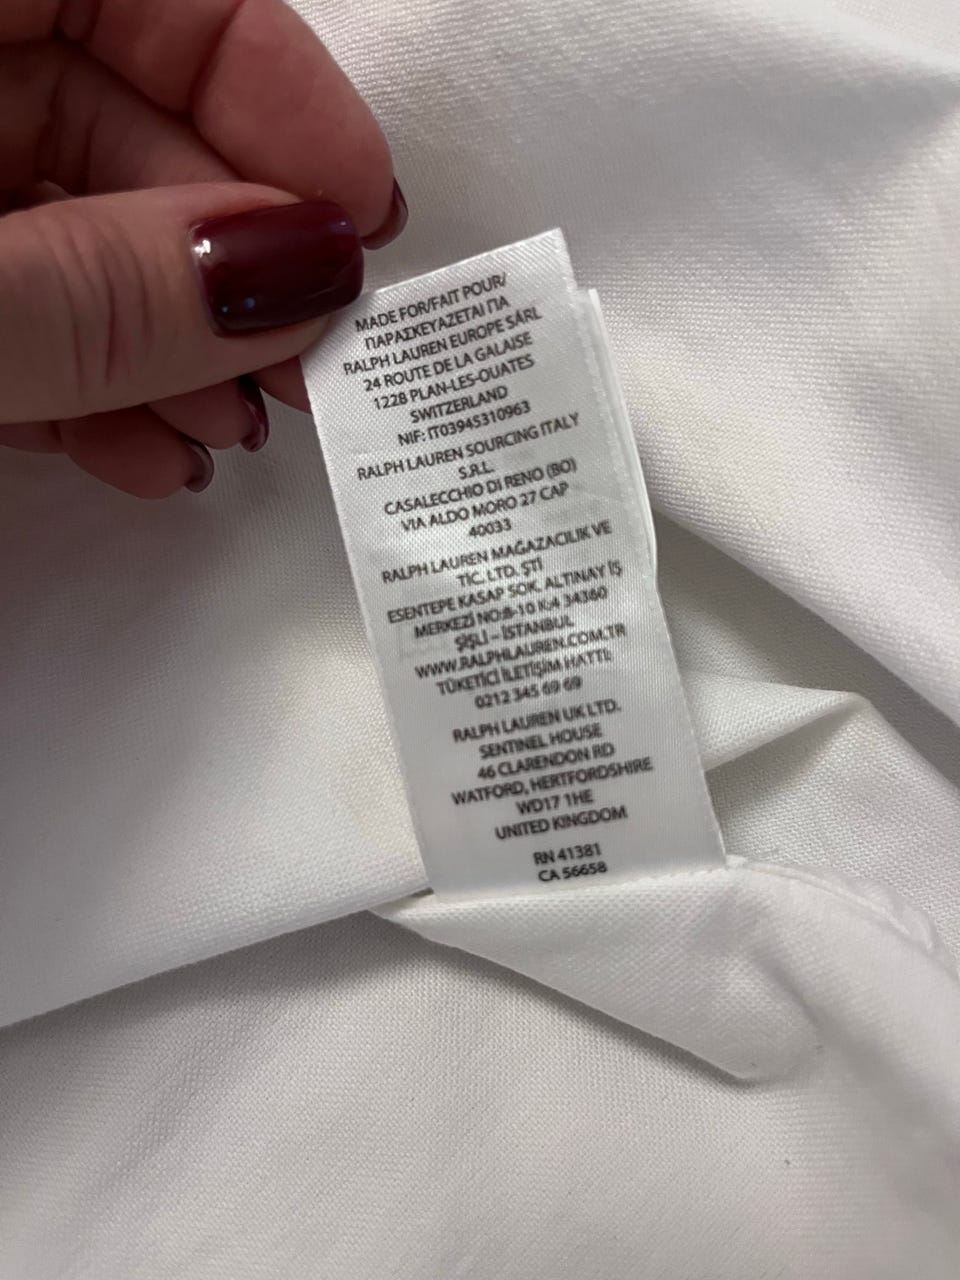 MADE FOR/FAIT POUR/
ΠΑΡΑΣΚΕΥΑΖΕΤΑΙ ΓΙΑ
RALPH LAUREN EUROPE SÀRL
24 ROUTE DE LA GALAISE
1228 PLAN-LES-OUATES
SWITZERLAND
NIF: IT03945310963
RALPH LAUREN SOURCING ITALY
S.R.L.
CASALECCHIO DI RENO (BO)
VIA ALDO MORO 27 CAP
40033
RALPH LAUREN MAĞAZACILIK VE
TİC. LTD. ŞTİ
ESENTEPE KASAP SOK. ALTINAY İŞ
MERKEZİ NO:8-10 K:4 34360
ŞİŞLİ – İSTANBUL
WWW.RALPHLAUREN.COM.TR
TÜKETİCİ İLETİŞİM HATTI:
0212 345 69 69
RALPH LAUREN UK LTD.
SENTINEL HOUSE
46 CLARENDON RD
WATFORD, HERTFORDSHIRE
WD17 1HE
UNITED KINGDOM
RN 41381
CA 56658